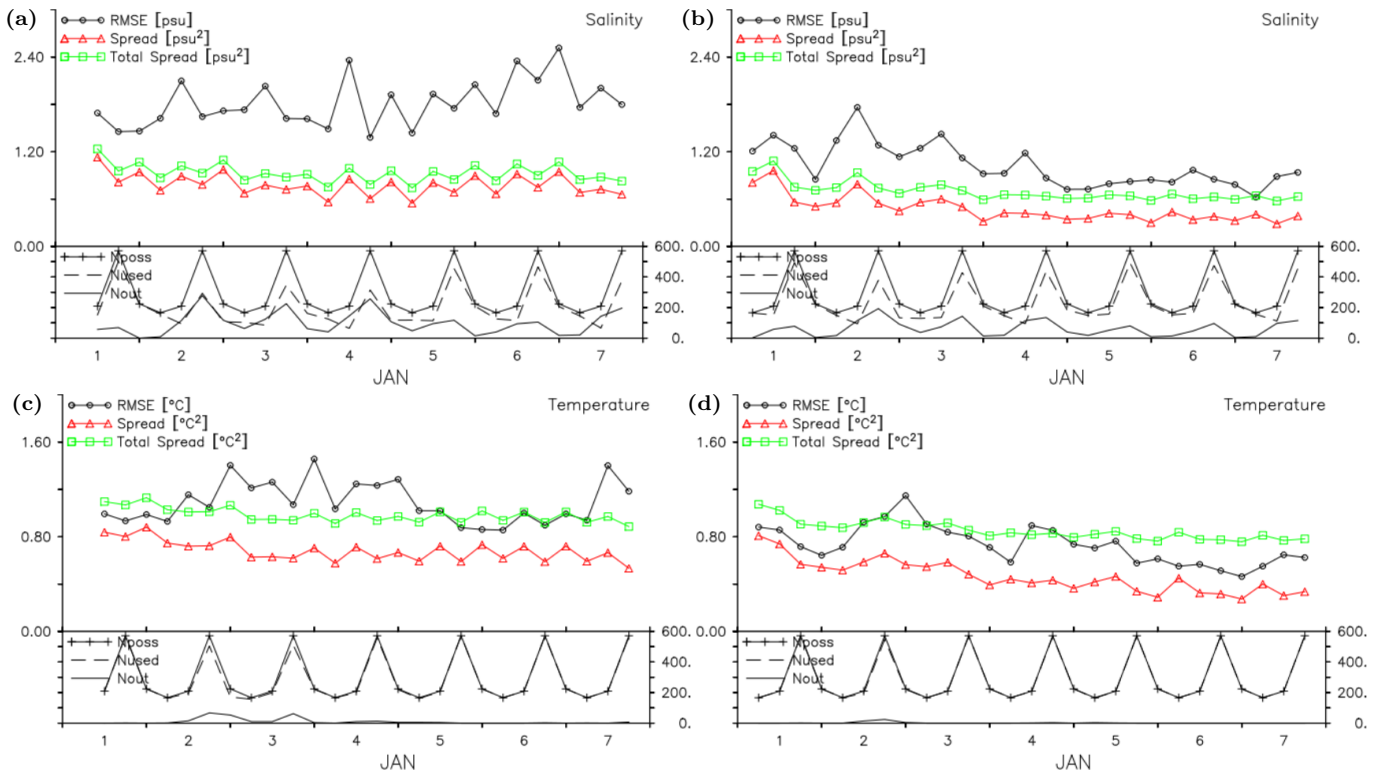 (a)
RMSE [psu]
Spread [psu²]
Total Spread [psu²]
Salinity
2.40
1.20
0.00
Nposs
Nused
Nout
600.
400.
200.
0.
1 2 3 4 5 6 7
JAN
(b)
RMSE [psu]
Spread [psu²]
Total Spread [psu²]
Salinity
2.40
1.20
0.00
Nposs
Nused
Nout
600.
400.
200.
0.
1 2 3 4 5 6 7
JAN
(c)
RMSE [°C]
Spread [°C²]
Total Spread [°C²]
Temperature
1.60
0.80
0.00
Nposs
Nused
Nout
600.
400.
200.
0.
1 2 3 4 5 6 7
JAN
(d)
RMSE [°C]
Spread [°C²]
Total Spread [°C²]
Temperature
1.60
0.80
0.00
Nposs
Nused
Nout
600.
400.
200.
0.
1 2 3 4 5 6 7
JAN